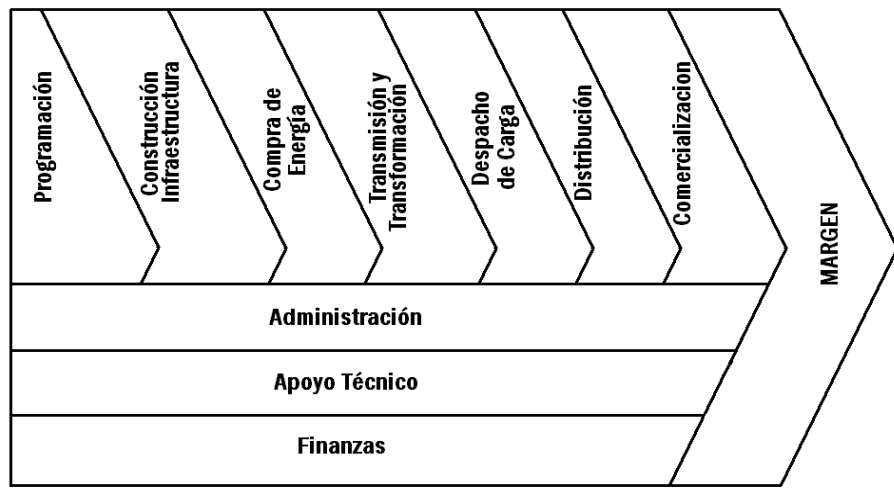 Programación
Construcción
Infraestructura
Compra de
Energía
Transmisión y
Transformación
Despacho
de Carga
Distribución
Comercializacion
MARGEN
Administración
Apoyo Técnico
Finanzas